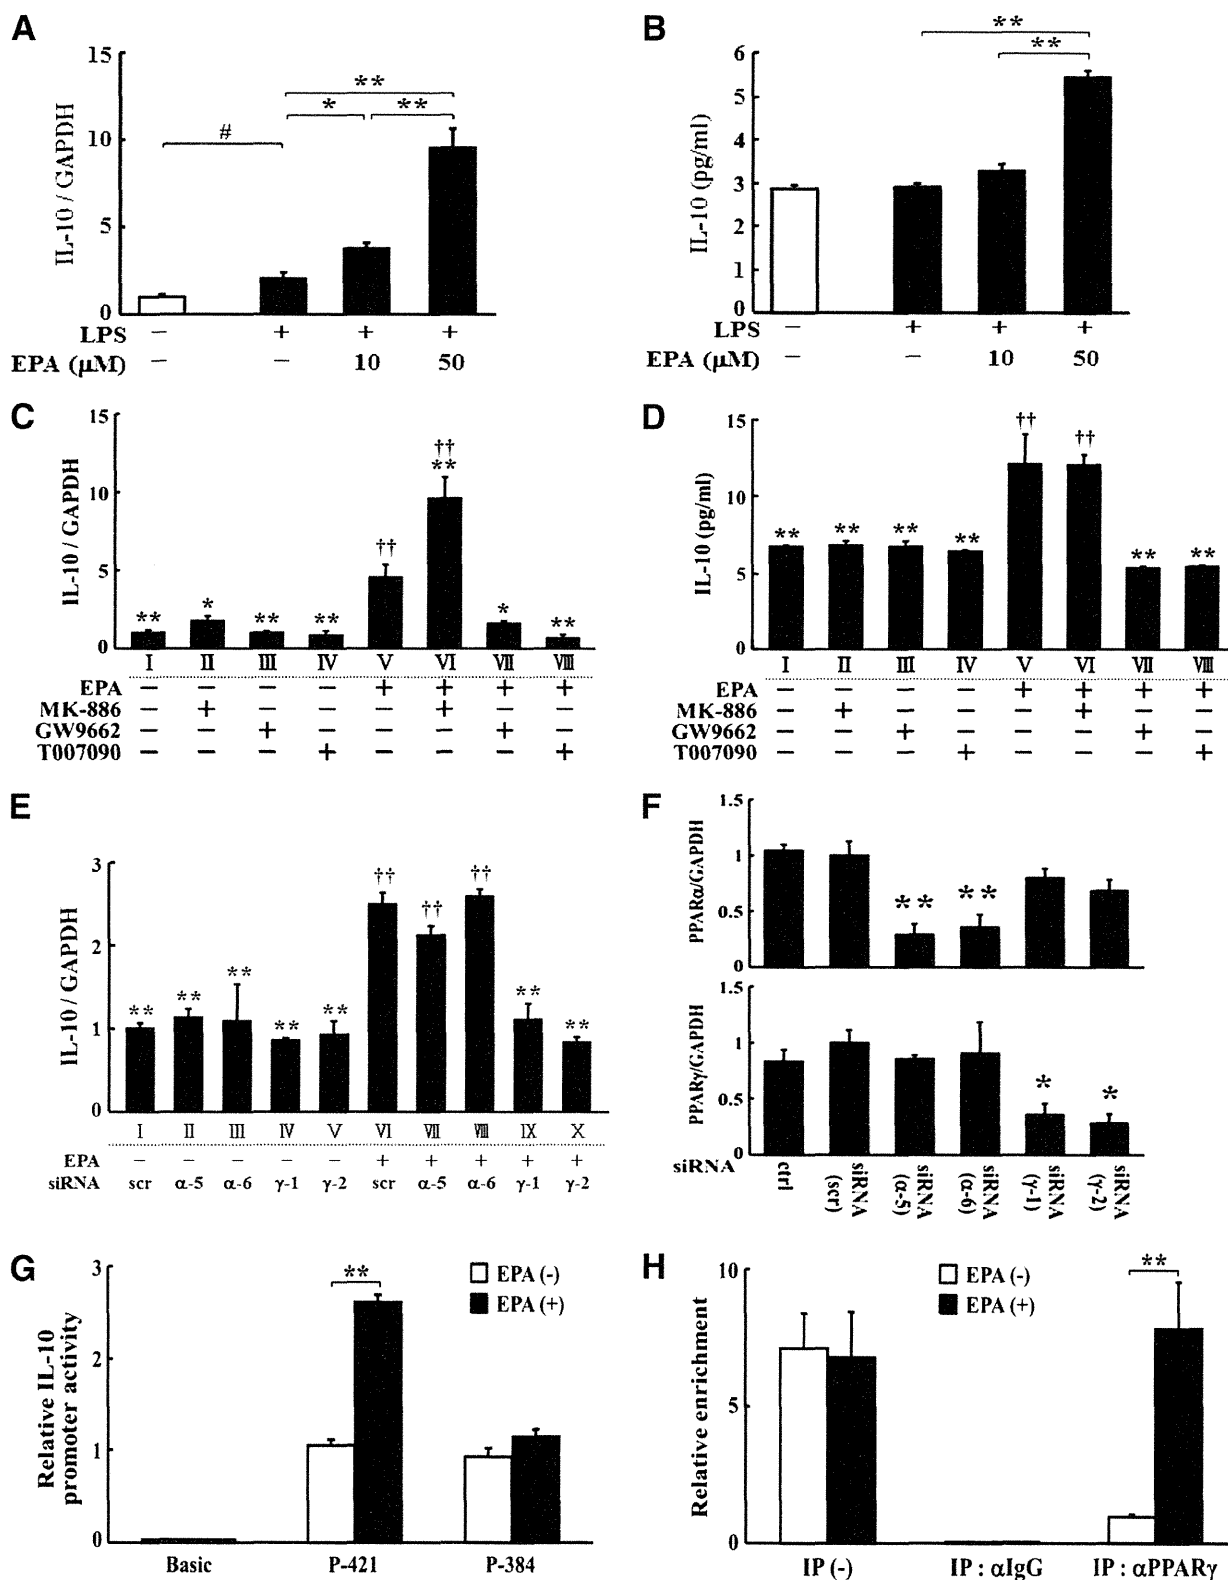 A
15
10
5
0
IL-10 / GAPDH
#
*
**
**
LPS − + + +
EPA (μM) − − 10 50
B
6
5
4
3
2
1
0
IL-10 (pg/ml)
**
**
LPS − + + +
EPA (μM) − − 10 50
C
15
10
5
0
IL-10 / GAPDH
** * ** ** †† ††
** * **
I II III IV V VI VII VIII
EPA − − − − + + + +
MK-886 − + − − − + − −
GW9662 − − + − − − + −
T007090 − − − + − − − +
D
15
10
5
0
IL-10 (pg/ml)
** ** ** ** †† †† ** **
I II III IV V VI VII VIII
EPA − − − − + + + +
MK-886 − + − − − + − −
GW9662 − − + − − − + −
T007090 − − − + − − − +
E
3
2
1
0
IL-10 / GAPDH
** ** ** ** ** †† †† †† ** **
I II III IV V VI VII VIII IX X
EPA − − − − − + + + + +
siRNA scr α-5 α-6 γ-1 γ-2 scr α-5 α-6 γ-1 γ-2
F
1.5
1
0.5
0
PPARα/GAPDH
** **
1.5
1
0.5
0
PPARγ/GAPDH
* *
siRNA
ctrl
siRNA (scr)
siRNA (α-5)
siRNA (α-6)
siRNA (γ-1)
siRNA (γ-2)
G
3
2
1
0
Relative IL-10
promoter activity
**
EPA (-)
EPA (+)
Basic P-421 P-384
H
10
5
0
Relative enrichment
**
EPA (-)
EPA (+)
IP (-) IP : αIgG IP : αPPARγ